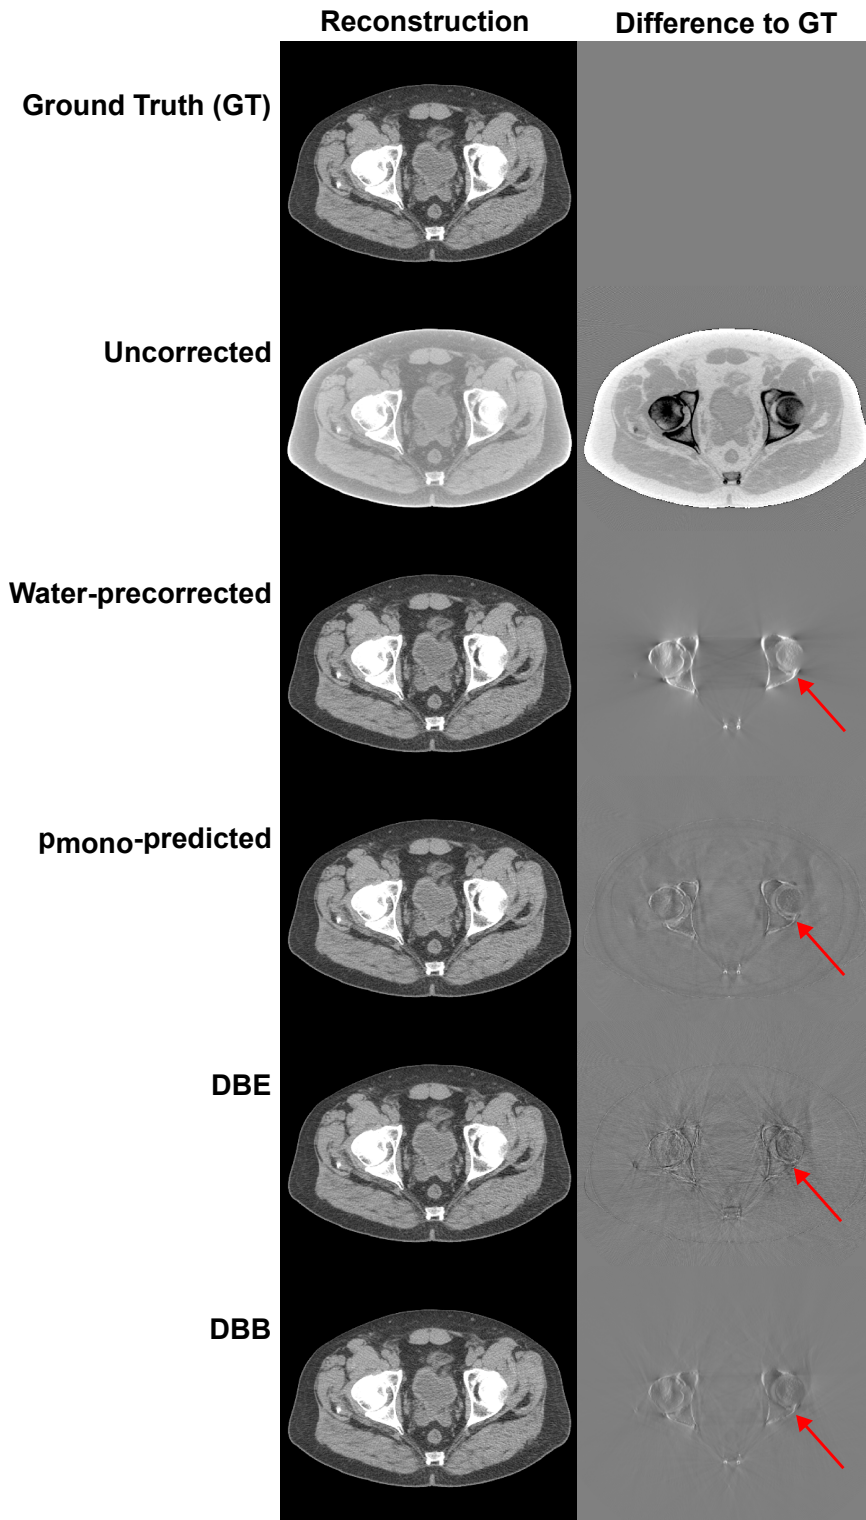 Reconstruction Difference to GT
Ground Truth (GT)
Uncorrected
Water-precorrected
pmono-predicted
DBE
DBB